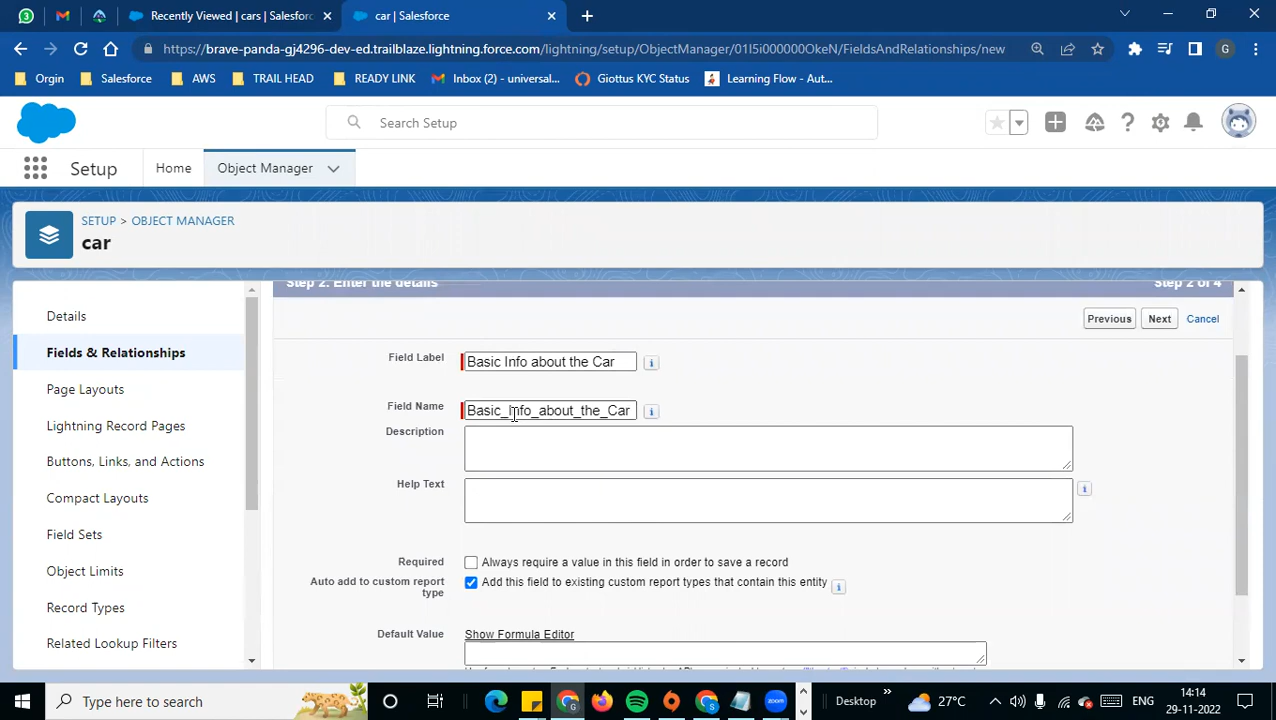 Recently Viewed | cars | Salesforc
car | Salesforce
https://brave-panda-gj4296-dev-ed.trailblaze.lightning.force.com/lightning/setup/ObjectManager/01I5i000000OkeN/FieldsAndRelationships/new
G
Orgin
Salesforce
AWS
TRAIL HEAD
READY LINK
Inbox (2) - universal...
Giottus KYC Status
Learning Flow - Aut...
Search Setup
Setup
Home
Object Manager
SETUP > OBJECT MANAGER
car
Details
Fields & Relationships
Page Layouts
Lightning Record Pages
Buttons, Links, and Actions
Compact Layouts
Field Sets
Object Limits
Record Types
Related Lookup Filters
Step 2. Enter the details
Step 2 of 4
Previous
Next
Cancel
Field Label
Basic Info about the Car
Field Name
Basic_Info_about_the_Car
Description
Help Text
Required
Always require a value in this field in order to save a record
Auto add to custom report type
Add this field to existing custom report types that contain this entity
Default Value
Show Formula Editor
Type here to search
Desktop
27°C
ENG
14:14
29-11-2022